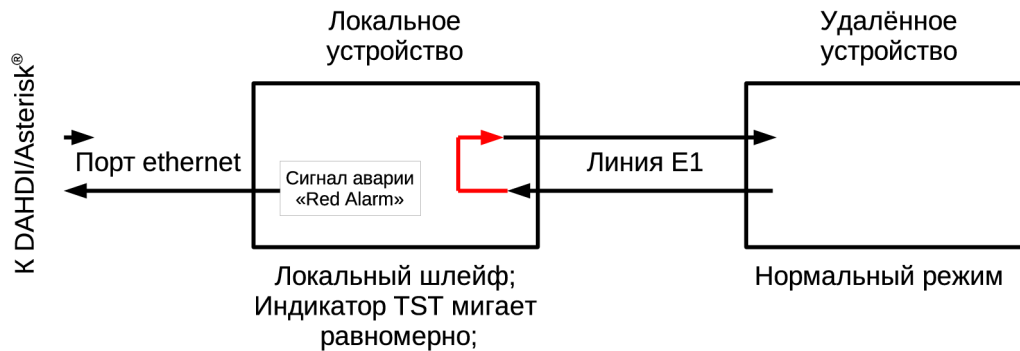 Локальное
устройство
Удалённое
устройство
К DAHDI/Asterisk®
Порт ethernet
Сигнал аварии
«Red Alarm»
Линия E1
Локальный шлейф;
Индикатор TST мигает
равномерно;
Нормальный режим